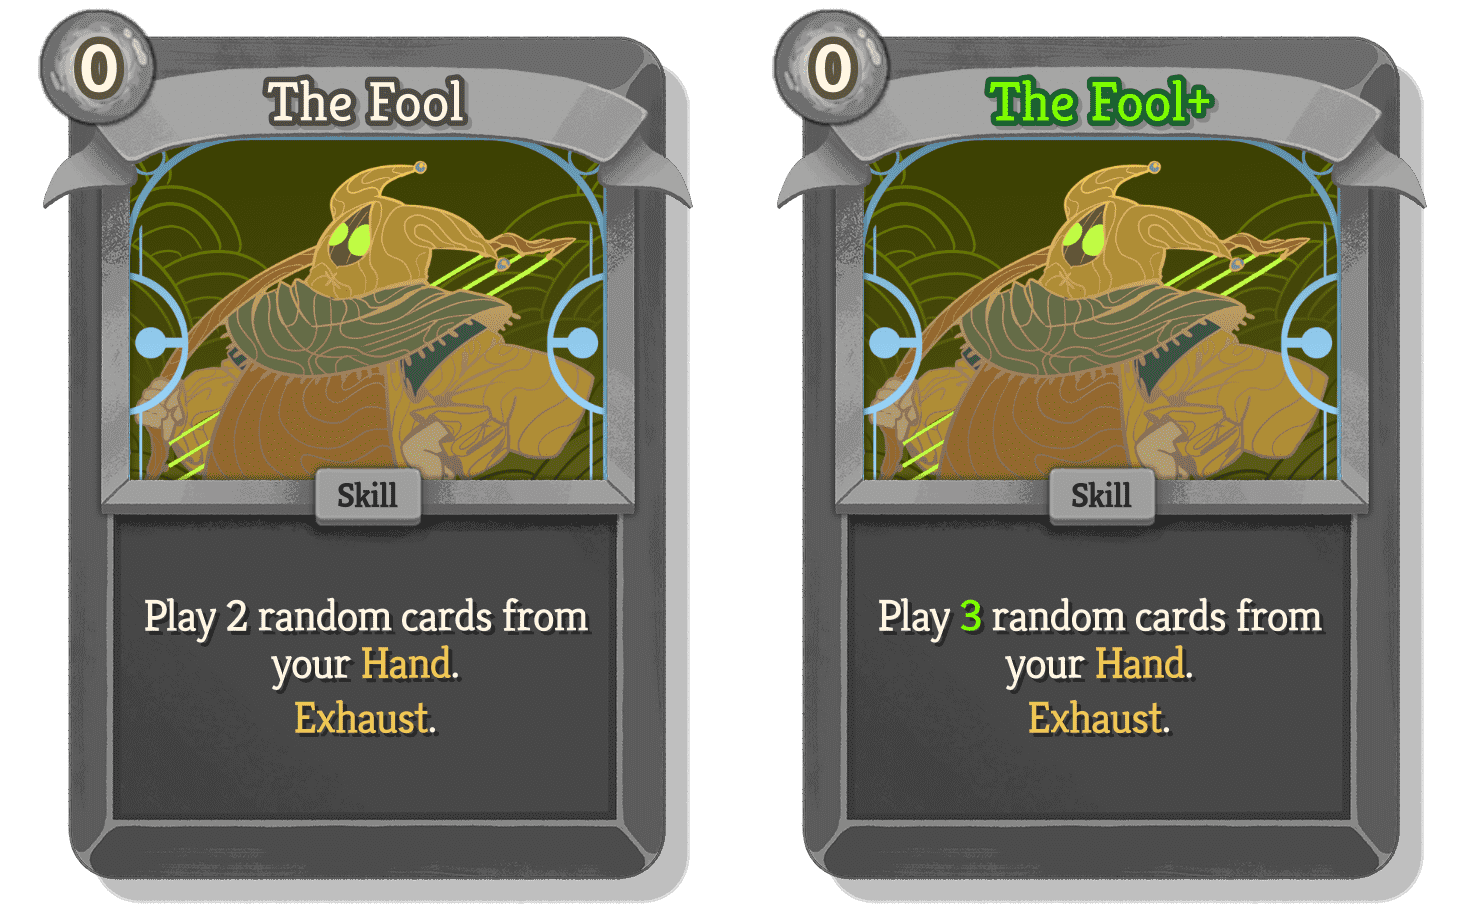 0
The Fool
Skill
Play 2 random cards from
your Hand.
Exhaust.
0
The Fool+
Skill
Play 3 random cards from
your Hand.
Exhaust.